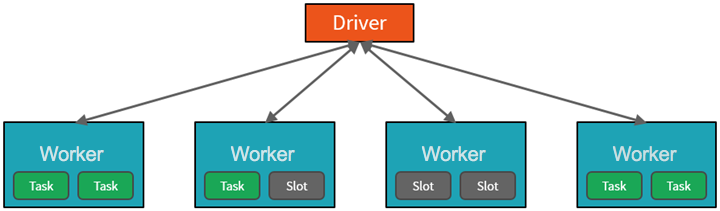 Driver
Worker
Task Task
Worker
Task Slot
Worker
Slot Slot
Worker
Task Task